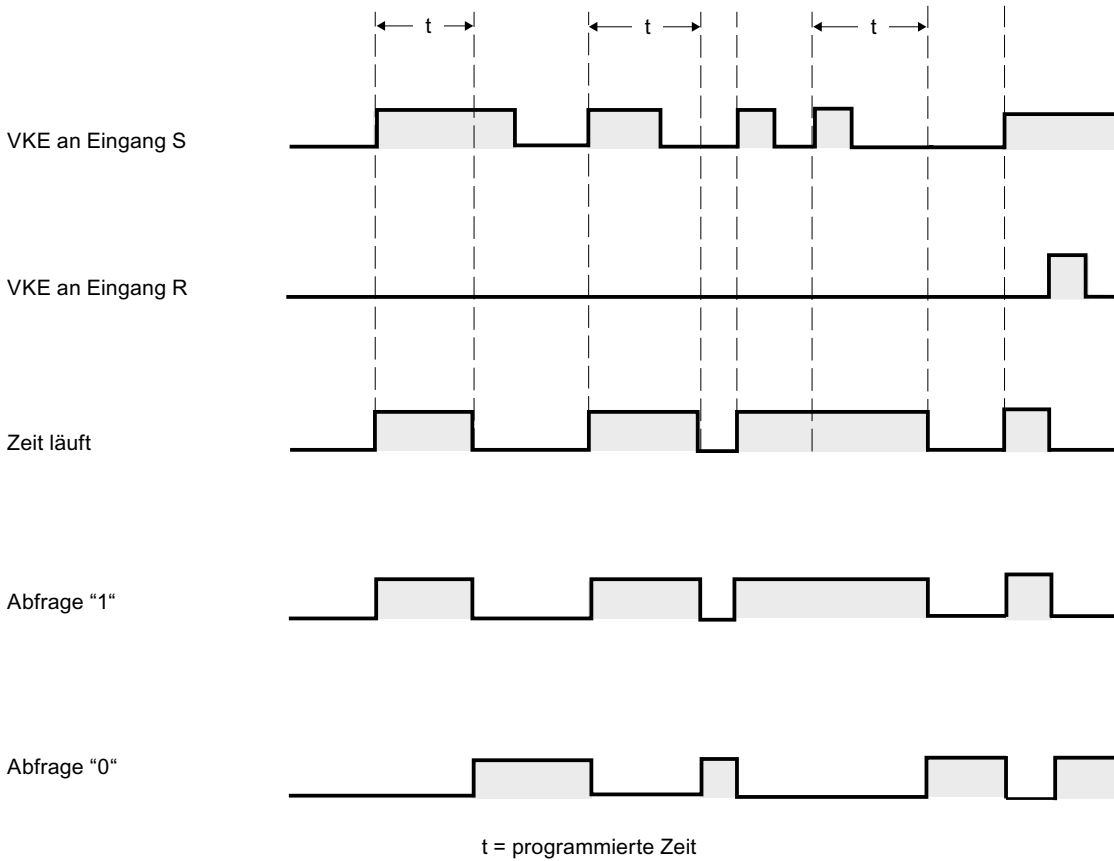 t t t
VKE an Eingang S
VKE an Eingang R
Zeit läuft
Abfrage “1“
Abfrage “0“
t = programmierte Zeit